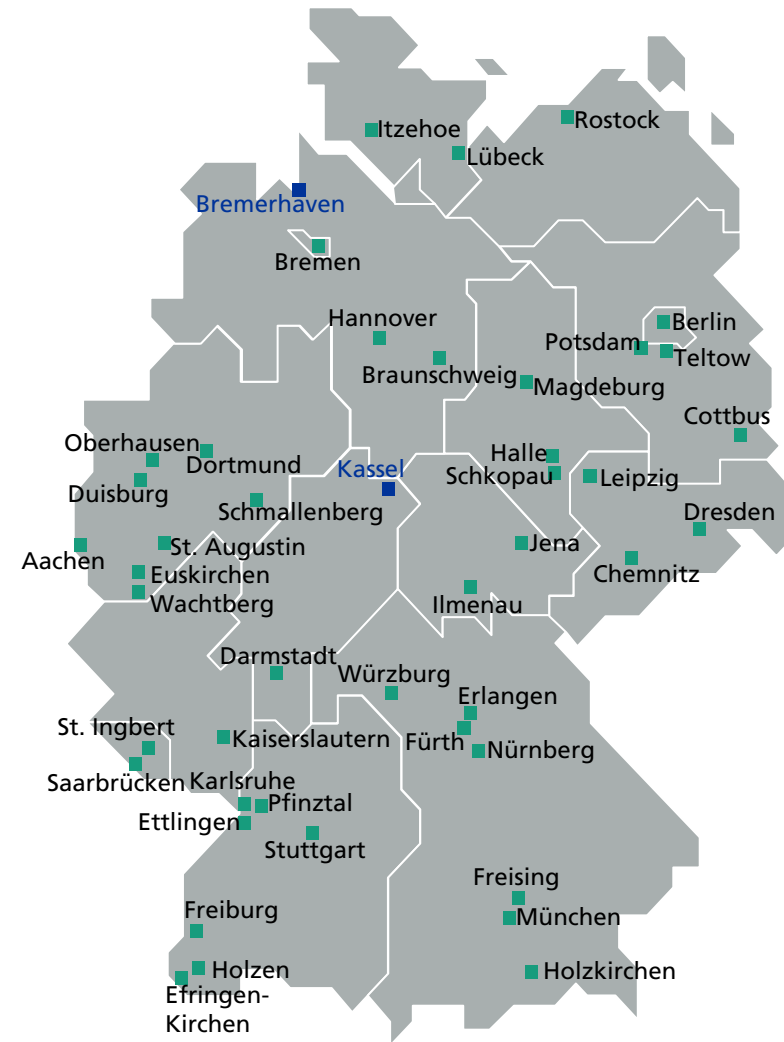 Itzehoe
Rostock
Lübeck
Bremerhaven
Bremen
Hannover
Berlin
Potsdam
Teltow
Braunschweig
Magdeburg
Cottbus
Oberhausen
Dortmund
Halle
Kassel
Schkopau
Leipzig
Duisburg
Schmallenberg
Dresden
St. Augustin
Jena
Aachen
Euskirchen
Chemnitz
Wachtberg
Ilmenau
Darmstadt
Würzburg
Erlangen
St. Ingbert
Kaiserslautern
Fürth
Nürnberg
Saarbrücken
Karlsruhe
Pfinztal
Ettlingen
Stuttgart
Freising
Freiburg
München
Holzen
Holzkirchen
Efringen-
Kirchen